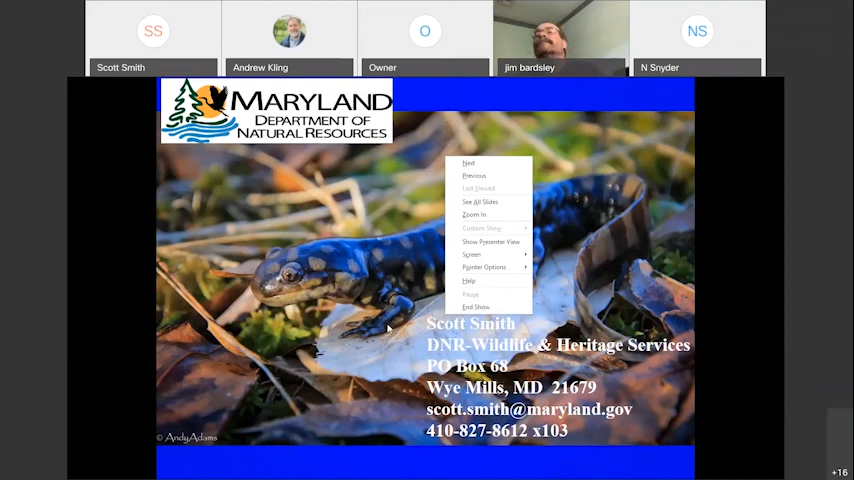 SS
O
NS
Scott Smith
Andrew Kling
Owner
jim bardsley
N Snyder
MARYLAND
DEPARTMENT OF
NATURAL RESOURCES
Next
Previous
Last Viewed
See All Slides
Zoom In
Custom Show
Show Presenter View
Screen
Pointer Options
Help
Pause
End Show
Scott Smith
DNR-Wildlife & Heritage Services
PO Box 68
Wye Mills, MD 21679
scott.smith@maryland.gov
410-827-8612 x103
© AndyAdams
+16